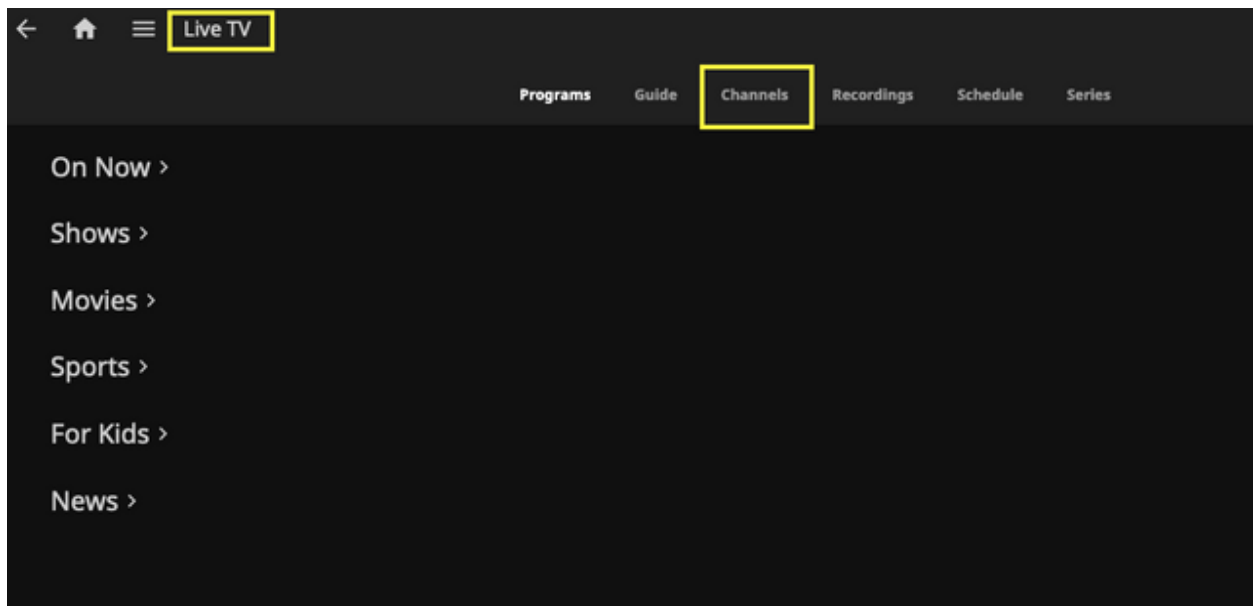 Live TV
Programs Guide Channels Recordings Schedule Series
On Now >
Shows >
Movies >
Sports >
For Kids >
News >